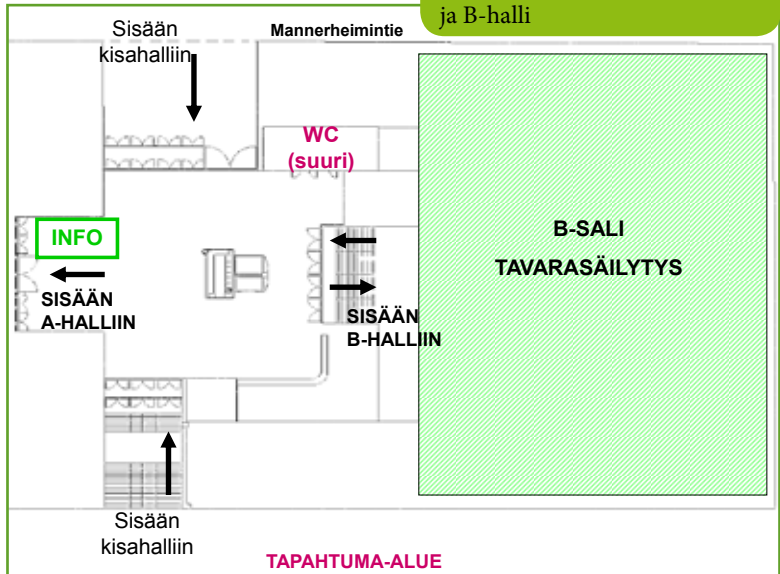 ja B-halli
Sisään
kisahalliin
Mannerheimintie
WC
(suuri)
INFO
SISÄÄN
A-HALLIIN
SISÄÄN
B-HALLIIN
B-SALI
TAVARASÄILYTYS
Sisään
kisahalliin
TAPAHTUMA-ALUE